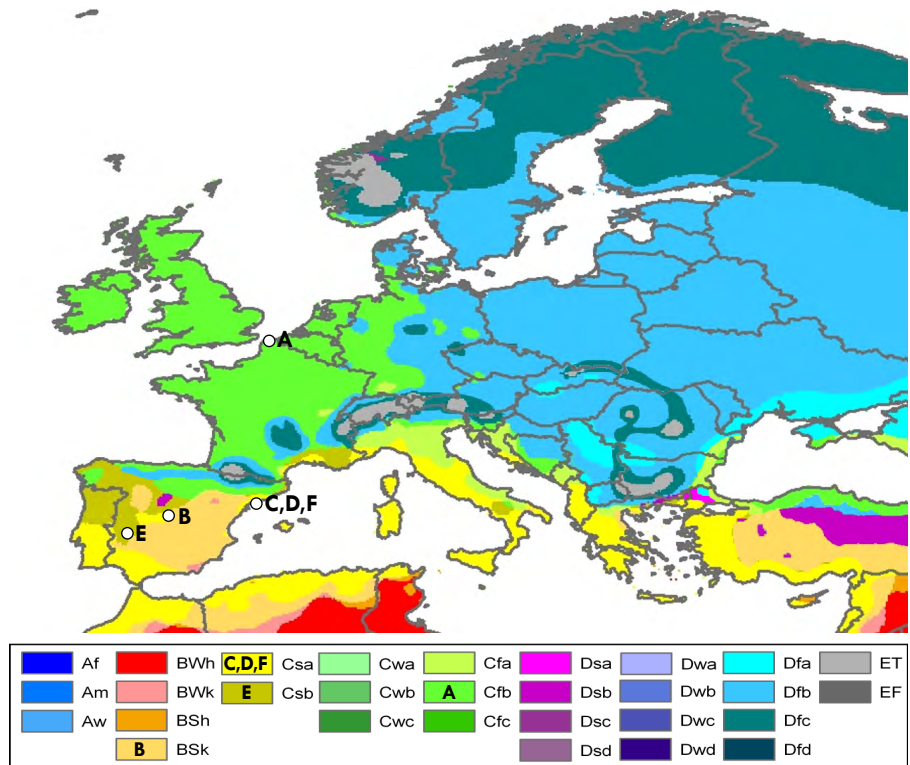 A
C,D,F
B
E
Af BWh C,D,F Csa Cwa Cfa Dsa Dwa Dfa ET
Am BWk E Csb Cwb A Cfb Dsb Dwb Dfb EF
Aw BSh Cwc Cfc Dsc Dwc Dfc
B BSk Dsd Dwd Dfd